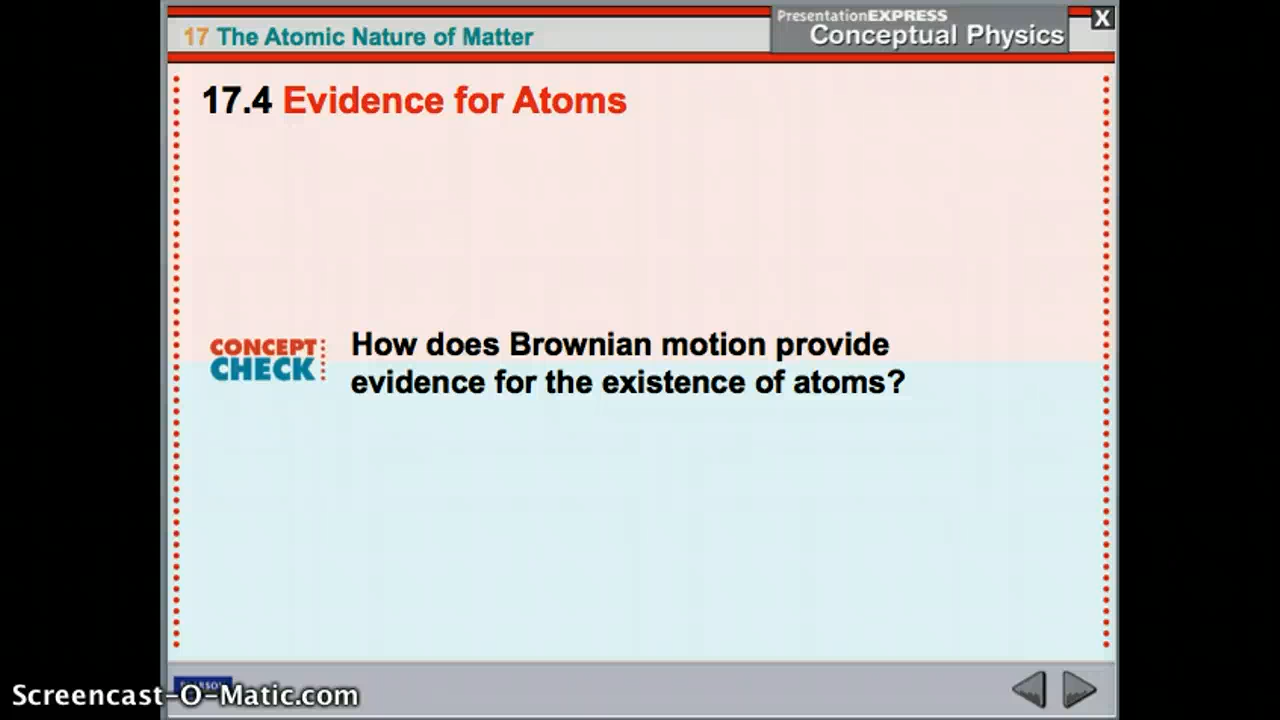 17 The Atomic Nature of Matter
PresentationEXPRESS
Conceptual Physics
X
17.4 Evidence for Atoms
CONCEPT
CHECK
How does Brownian motion provide
evidence for the existence of atoms?
Screencast-O-Matic.com